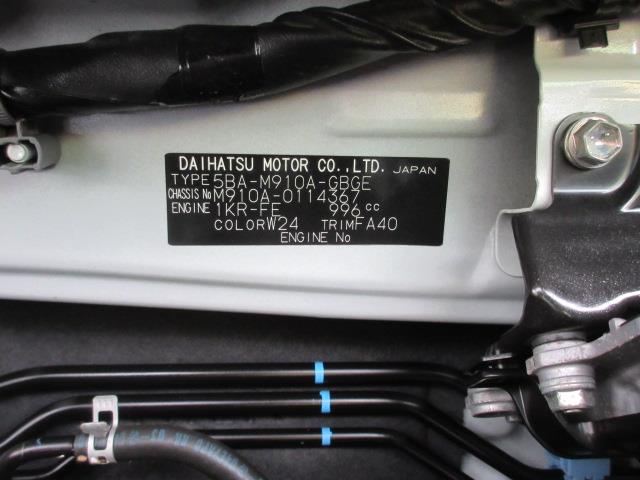 DAIHATSU MOTOR CO.,LTD. JAPAN
TYPE 5BA-M910A-GBGE
CHASSIS No M910A-0114367
ENGINE 1KR-FE 996 cc
COLOR W24 TRIM FA40
ENGINE No